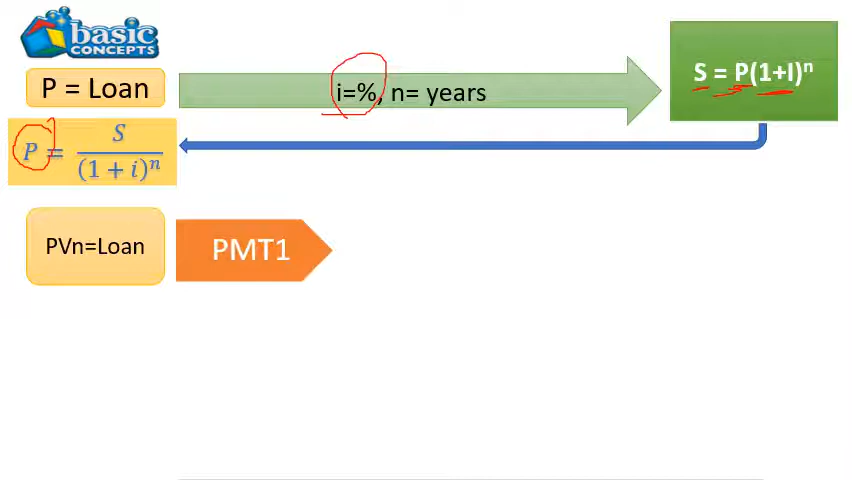 basic
CONCEPTS
P = Loan
i=%, n= years
S = P(1+I)ⁿ
P = S / (1 + i)ⁿ
PVn=Loan
PMT1